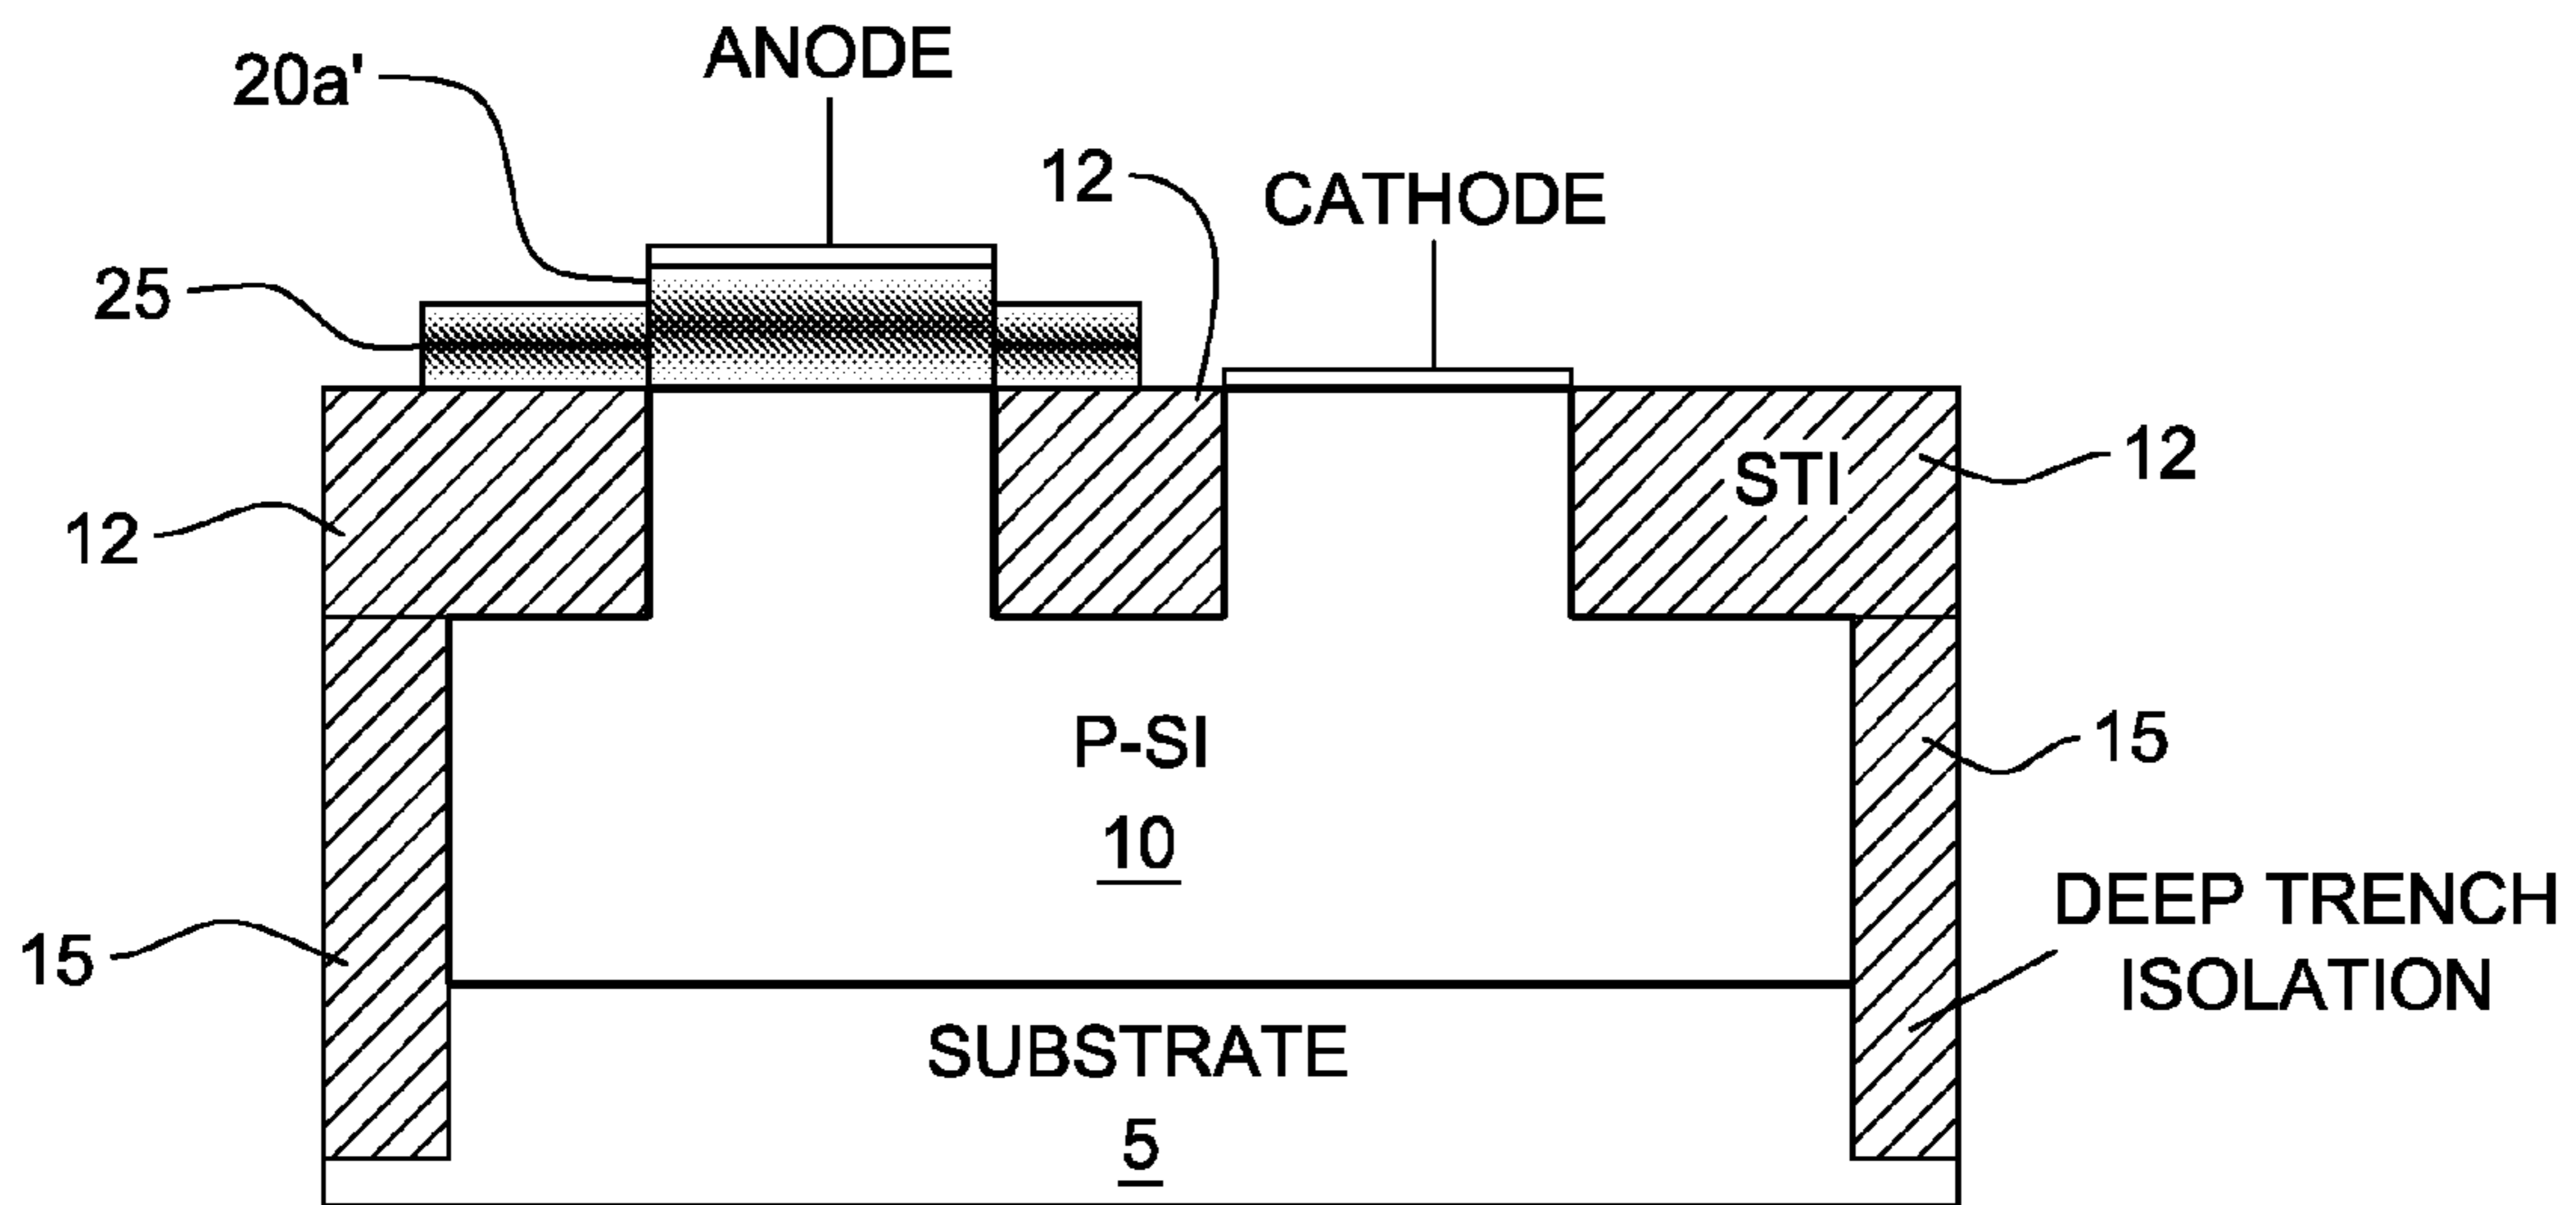 ANODE
20a'
12
CATHODE
25
STI
12
12
P-SI
15
10
DEEP TRENCH
ISOLATION
15
SUBSTRATE
5